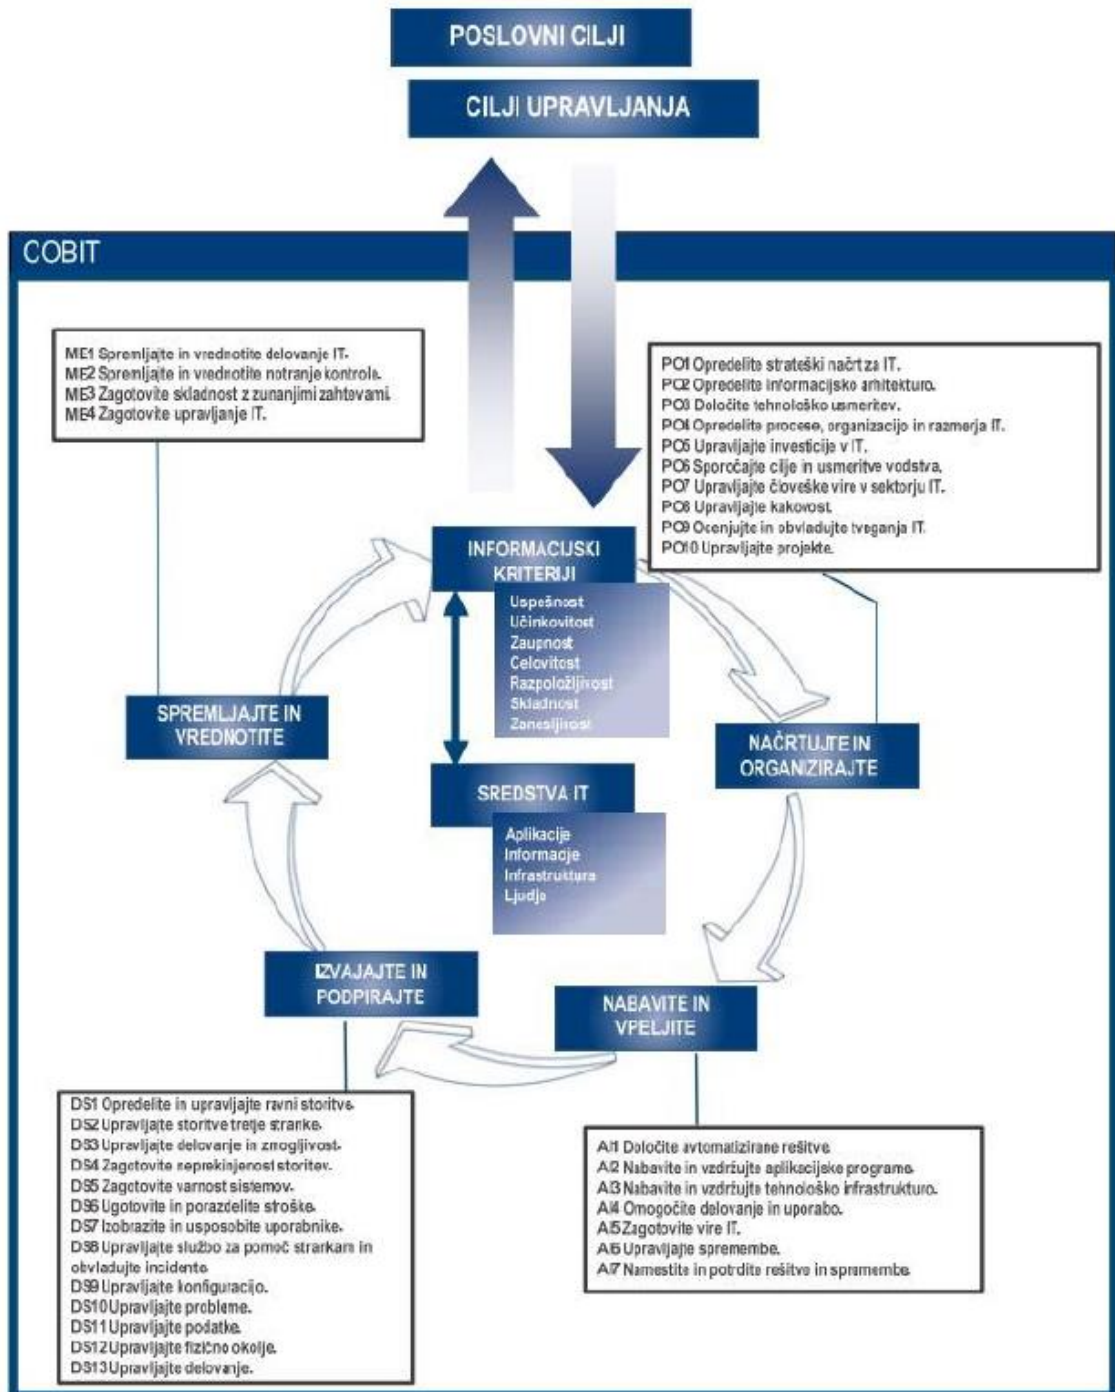 POSLOVNI CILJI
CILJI UPRAVLJANJA
COBIT
ME1 Spremljajte in vrednotite delovanje IT.
ME2 Spremljajte in vrednotite notranje kontrole.
ME3 Zagotovite skladnost z zunanjimi zahtevami.
ME4 Zagotovite upravljanje IT.
PO1 Opredelite strateški načrt za IT.
PO2 Opredelite informacijsko arhitekturo.
PO3 Določite tehnološko usmeritev.
PO4 Opredelite procese, organizacijo in razmerja IT.
PO5 Upravljajte investicije v IT.
PO6 Sporočajte cilje in usmeritve vodstva.
PO7 Upravljajte človeške vire v sektorju IT.
PO8 Upravljajte kakovost.
PO9 Ocenjujte in obvladujte tveganja IT.
PO10 Upravljajte projekte.
INFORMACIJSKI
KRITERIJI
Uspešnost
Učinkovitost
Zaupnost
Celovitost
Razpoložljivost
Skladnost
Zanesljivost
SPREMLJAJTE IN
VREDNOTITE
NAČRTUJTE IN
ORGANIZIRAJTE
SREDSTVA IT
Aplikacije
Informacije
Infrastruktura
Ljudje
IZVAJAJTE IN
PODPIRAJTE
NABAVITE IN
VPELJITE
DS1 Opredelite in upravljajte ravni storitve.
DS2 Upravljajte storitve tretje stranke.
DS3 Upravljajte delovanje in zmogljivost.
DS4 Zagotovite neprekinjenost storitev.
DS5 Zagotovite varnost sistemov.
DS6 Ugotovite in porazdelite stroške.
DS7 Izobrazite in usposobite uporabnike.
DS8 Upravljajte službo za pomoč strankam in
obvladujte incidente.
DS9 Upravljajte konfiguracijo.
DS10 Upravljajte probleme.
DS11 Upravljajte podatke.
DS12 Upravljajte fizično okolje.
DS13 Upravljajte delovanje.
AI1 Določite avtomatizirane rešitve.
AI2 Nabavite in vzdržujte aplikacijske programe.
AI3 Nabavite in vzdržujte tehnološko infrastrukturo.
AI4 Omogočite delovanje in uporabo.
AI5 Zagotovite vire IT.
AI6 Upravljajte spremembe.
AI7 Namestite in potrdite rešitve in spremembe.